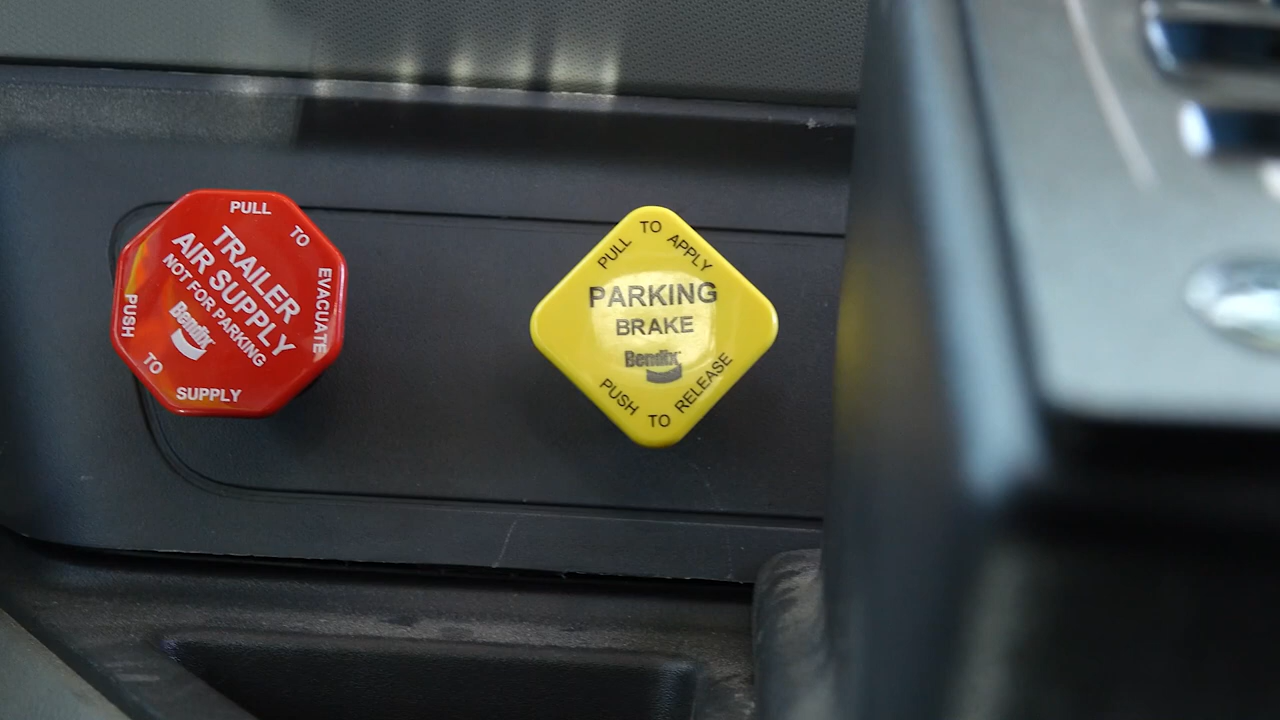 PULL TO EVACUATE
TRAILER
AIR SUPPLY
NOT FOR PARKING
Bendix
PUSH TO SUPPLY
PULL TO APPLY
PARKING
BRAKE
Bendix
PUSH TO RELEASE